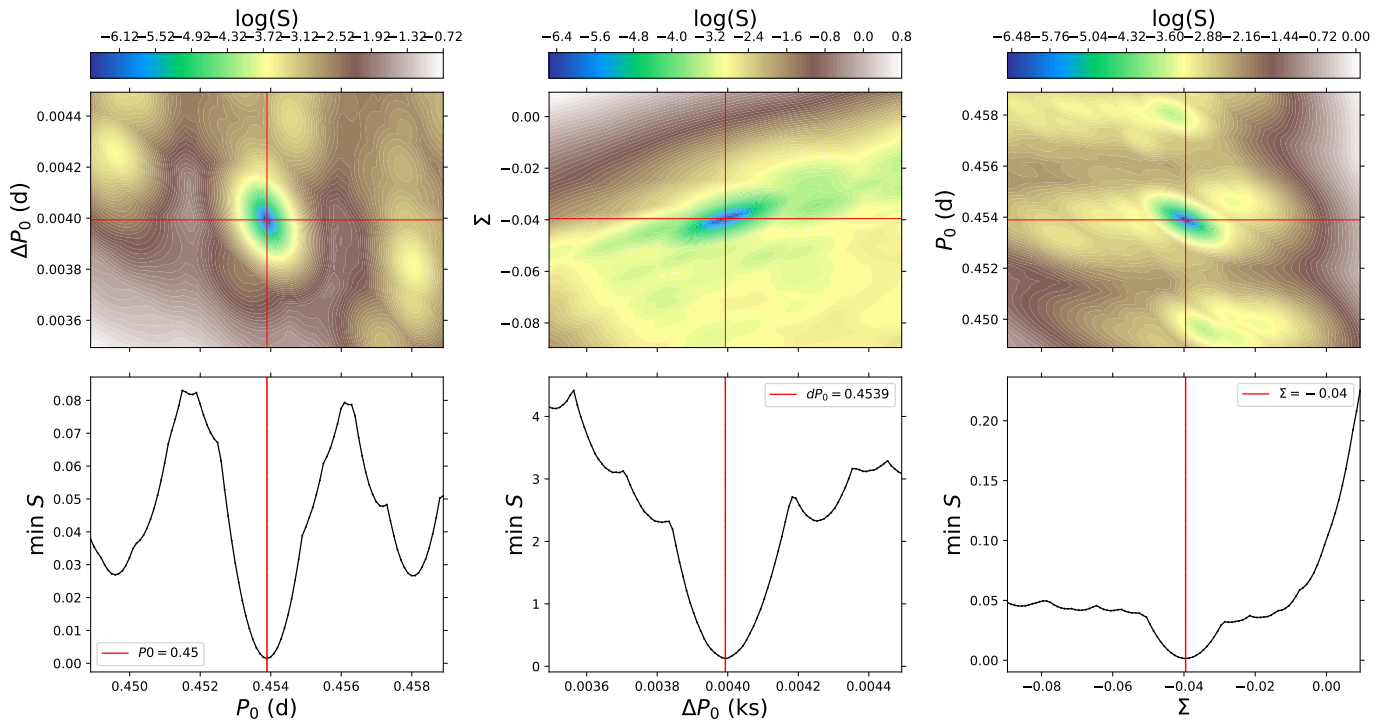 log(S) log(S) log(S)
−6.12 −5.52 −4.92 −4.32 −3.72 −3.12 −2.52 −1.92 −1.32 −0.72
−6.4 −5.6 −4.8 −4.0 −3.2 −2.4 −1.6 −0.8 0.0 0.8
−6.48 −5.76 −5.04 −4.32 −3.60 −2.88 −2.16 −1.44 −0.72 0.00
ΔP₀ (d)
0.0044
0.0042
0.0040
0.0038
0.0036
Σ
0.00
−0.02
−0.04
−0.06
−0.08
P₀ (d)
0.458
0.456
0.454
0.452
0.450
min S
0.08
0.07
0.06
0.05
0.04
0.03
0.02
0.01
0.00
P0 = 0.45
0.450 0.452 0.454 0.456 0.458
P₀ (d)
min S
4
3
2
1
0
dP₀ = 0.4539
0.0036 0.0038 0.0040 0.0042 0.0044
ΔP₀ (ks)
min S
0.20
0.15
0.10
0.05
0.00
Σ = − 0.04
−0.08 −0.06 −0.04 −0.02 0.00
Σ